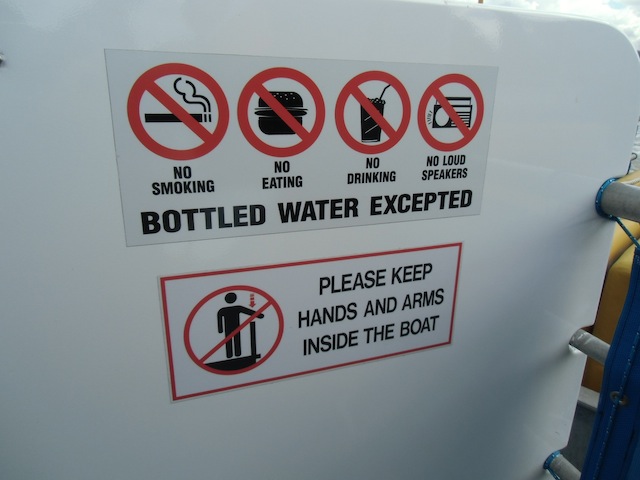 NO SMOKING
NO EATING
NO DRINKING
NO LOUD SPEAKERS
BOTTLED WATER EXCEPTED
PLEASE KEEP
HANDS AND ARMS
INSIDE THE BOAT